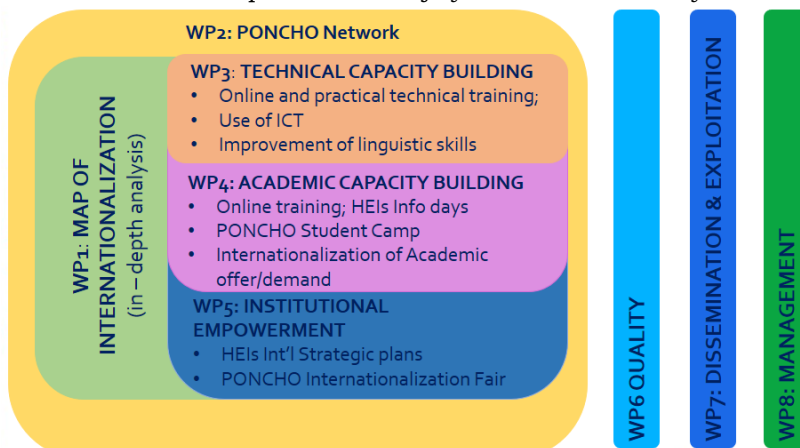 WP2: PONCHO Network
WP1: MAP OF
INTERNATIONALIZATION
(in – depth analysis)
WP3: TECHNICAL CAPACITY BUILDING
• Online and practical technical training;
• Use of ICT
• Improvement of linguistic skills
WP4: ACADEMIC CAPACITY BUILDING
• Online training; HEIs Info days
• PONCHO Student Camp
• Internationalization of Academic
offer/demand
WP5: INSTITUTIONAL
EMPOWERMENT
• HEIs Int'l Strategic plans
• PONCHO Internationalization Fair
WP6 QUALITY
WP7: DISSEMINATION & EXPLOITATION
WP8: MANAGEMENT